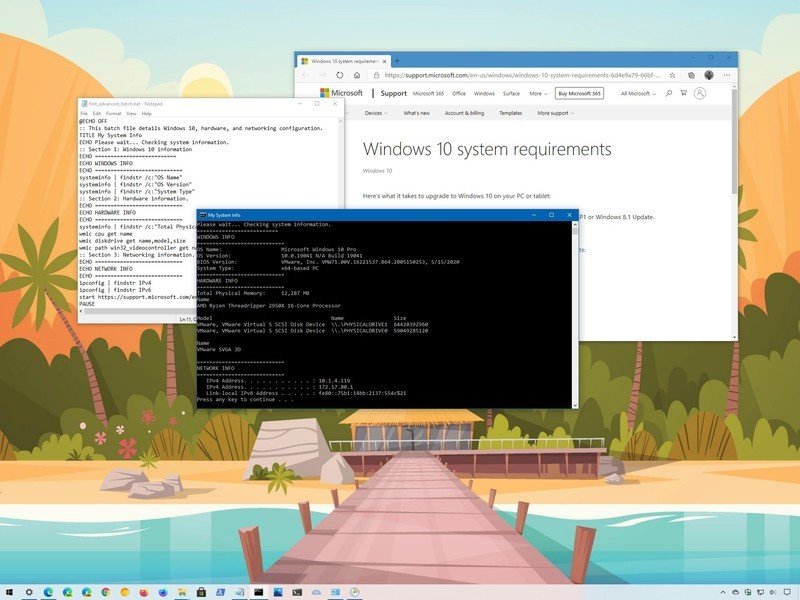 first_advanced_batch.bat - Notepad
File Edit Format View Help
@ECHO OFF
:: This batch file details Windows 10, hardware, and networking configuration.
TITLE My System Info
ECHO Please wait... Checking system information.
:: Section 1: Windows 10 information
ECHO ==========================
ECHO WINDOWS INFO
ECHO ============================
systeminfo | findstr /c:"OS Name"
systeminfo | findstr /c:"OS Version"
systeminfo | findstr /c:"System Type"
:: Section 2: Hardware information.
ECHO ============================
ECHO HARDWARE INFO
ECHO ============================
systeminfo | findstr /c:"Total Physica
wmic cpu get name
wmic diskdrive get name,model,size
wmic path win32_videocontroller get n
:: Section 3: Networking information.
ECHO ============================
ECHO NETWORK INFO
ECHO ============================
ipconfig | findstr IPv4
ipconfig | findstr IPv6
start https://support.microsoft.com/en
PAUSE
Ln 11, C
Windows 10 system requirement
https://support.microsoft.com/en-us/windows/windows-10-system-requirements-6d4e9a79-66bf-...
Microsoft | Support Microsoft 365 Office Windows Surface More Buy Microsoft 365 All Microsoft
Devices What's new Account & billing Templates More support
Windows 10 system requirements
Windows 10
Here's what it takes to upgrade to Windows 10 on your PC or tablet:
P1 or Windows 8.1 Update.
te.
My System Info
Please wait... Checking system information.
==========================
WINDOWS INFO
============================
OS Name: Microsoft Windows 10 Pro
OS Version: 10.0.19041 N/A Build 19041
BIOS Version: VMware, Inc. VMW71.00V.16221537.B64.2005150253, 5/15/2020
System Type: x64-based PC
============================
HARDWARE INFO
============================
Total Physical Memory: 12,287 MB
Name
AMD Ryzen Threadripper 2950X 16-Core Processor
Model Name Size
VMware, VMware Virtual S SCSI Disk Device \\.\PHYSICALDRIVE1 64420392960
VMware, VMware Virtual S SCSI Disk Device \\.\PHYSICALDRIVE0
Name
VMware SVGA 3D
============================
NETWORK INFO
============================
IPv4 Address. . . . . . . . . . . : 10.1.4.119
IPv4 Address. . . . . . . . . . . : 172.17.80.1
Link-local IPv6 Address . . . . . : fe80::75b1:14bb:2137:554c%21
Press any key to continue . . .